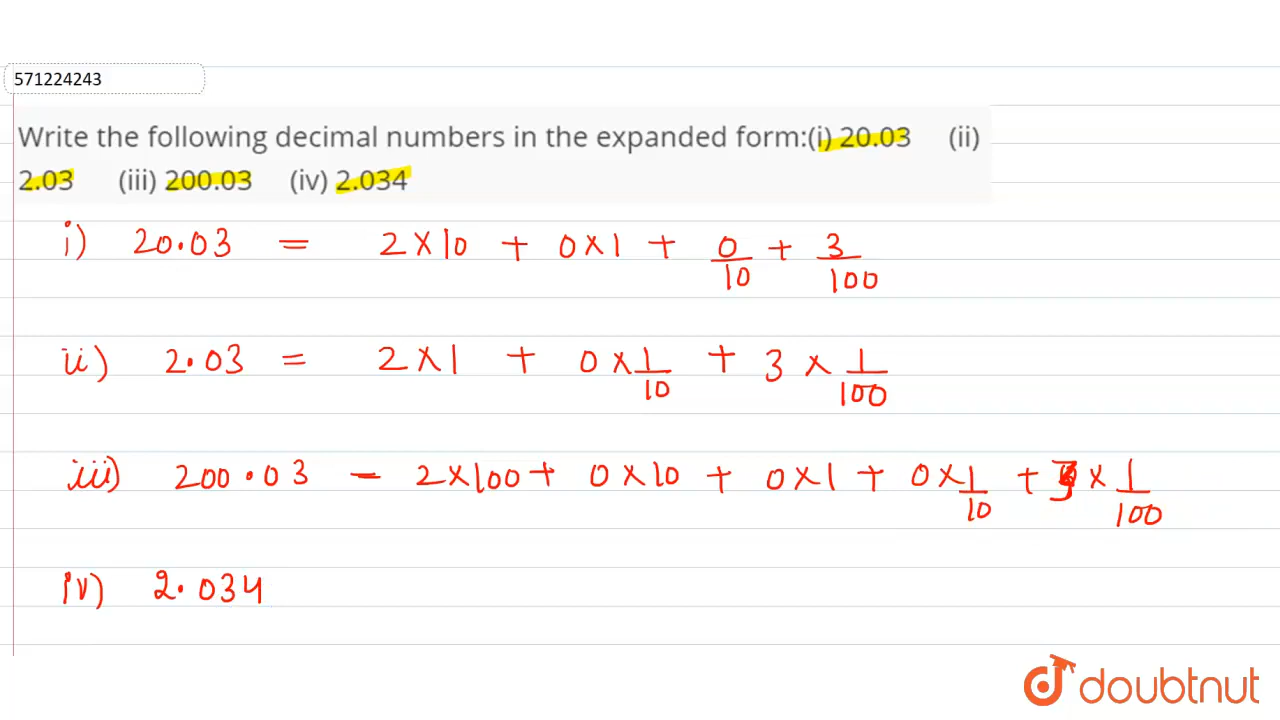 571224243
Write the following decimal numbers in the expanded form:(i) 20.03 (ii)
2.03 (iii) 200.03 (iv) 2.034
i) 20.03 = 2×10 + 0×1 + 0/10 + 3/100
ii) 2.03 = 2×1 + 0×1/10 + 3×1/100
iii) 200.03 - 2×100+ 0×10 + 0×1 + 0×1/10 + 3×1/100
iv) 2.034
doubtnut